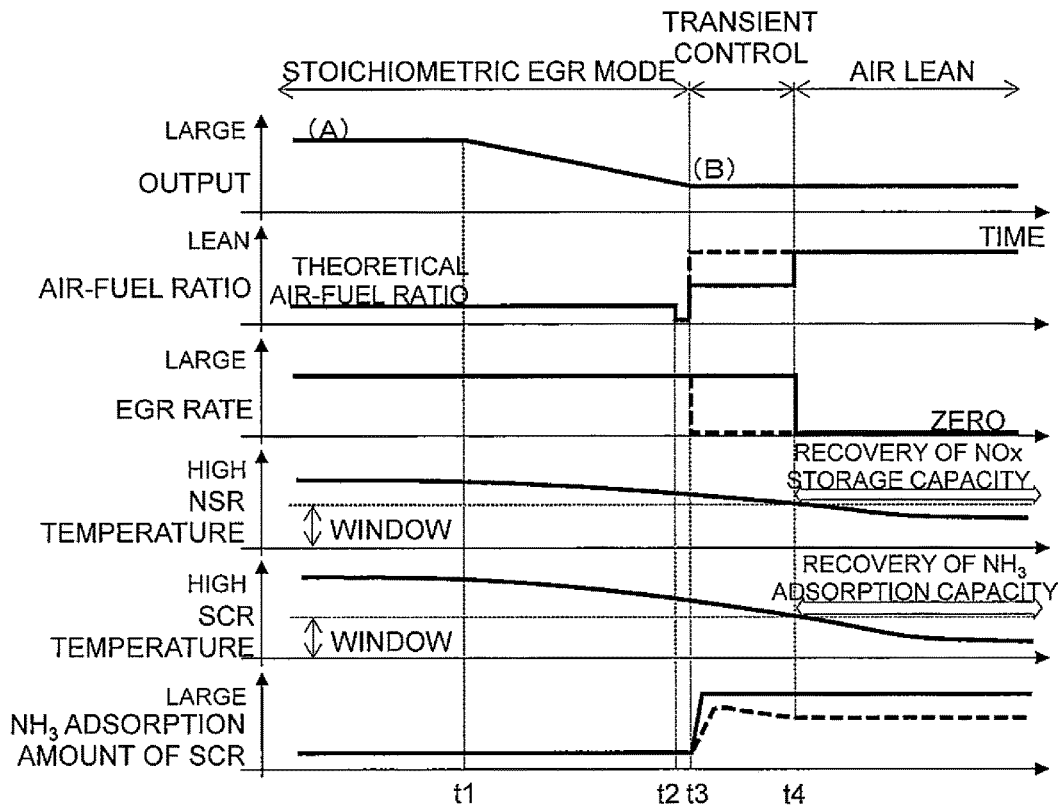 TRANSIENT
CONTROL
STOICHIOMETRIC EGR MODE
AIR LEAN
LARGE
(A)
OUTPUT
(B)
LEAN
TIME
THEORETICAL
AIR-FUEL RATIO
AIR-FUEL RATIO
LARGE
EGR RATE
ZERO
RECOVERY OF NOx
STORAGE CAPACITY
HIGH
NSR
TEMPERATURE
WINDOW
RECOVERY OF NH₃
ADSORPTION CAPACITY
HIGH
SCR
TEMPERATURE
WINDOW
LARGE
NH₃ ADSORPTION
AMOUNT OF SCR
t1 t2 t3 t4